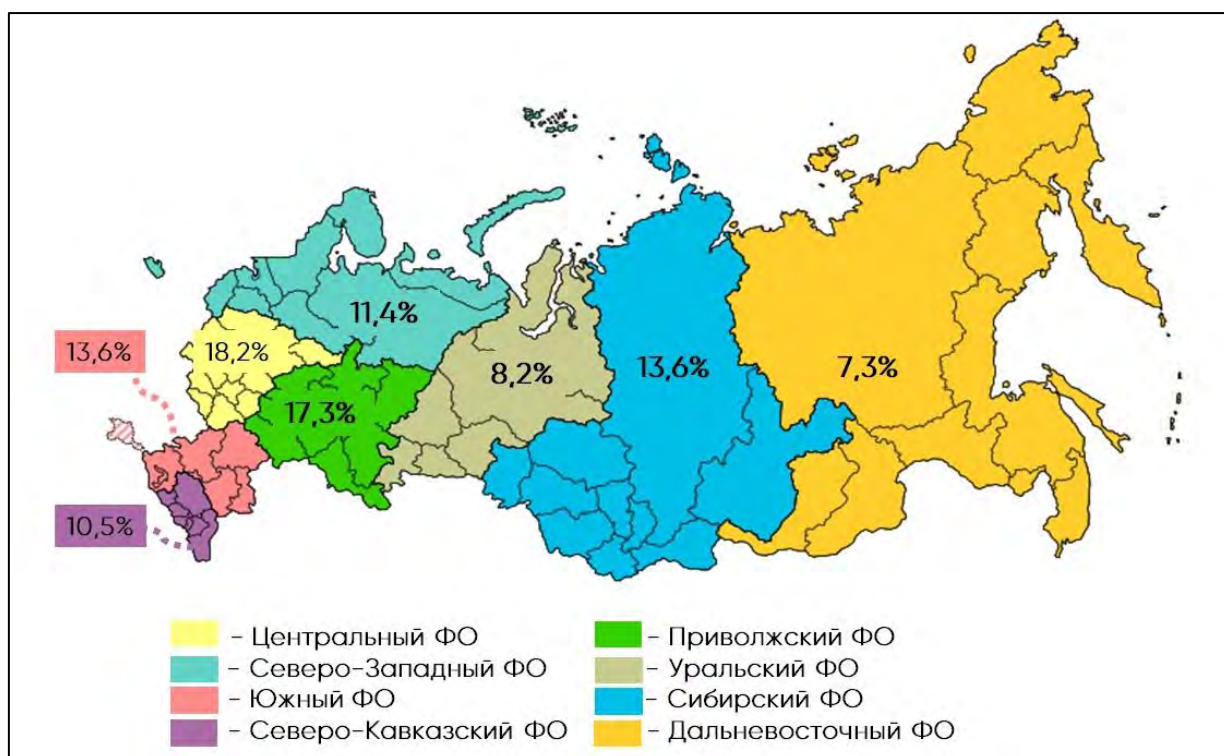 11,4%
13,6%
18,2%
8,2%
13,6%
7,3%
17,3%
10,5%
– Центральный ФО
– Северо-Западный ФО
– Южный ФО
– Северо-Кавказский ФО
– Приволжский ФО
– Уральский ФО
– Сибирский ФО
– Дальневосточный ФО